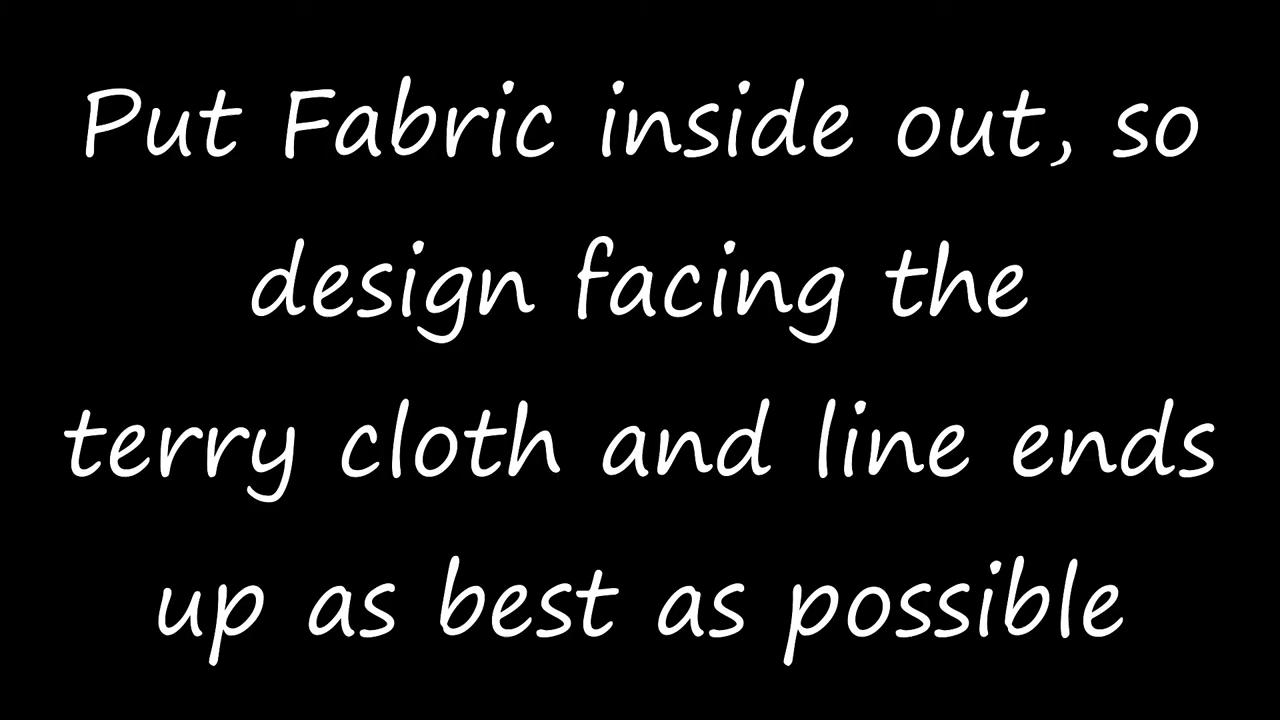 Put Fabric inside out, so
design facing the
terry cloth and line ends
up as best as possible